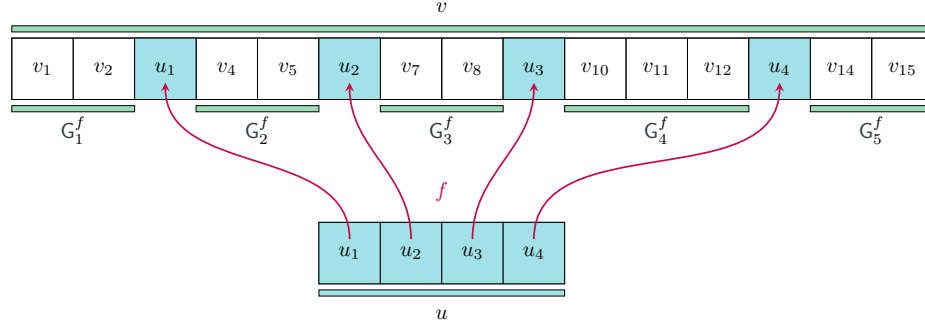 v
v₁ v₂ u₁ v₄ v₅ u₂ v₇ v₈ u₃ v₁₀ v₁₁ v₁₂ u₄ v₁₄ v₁₅
G₁ᶠ G₂ᶠ G₃ᶠ G₄ᶠ G₅ᶠ
f
u₁ u₂ u₃ u₄
u